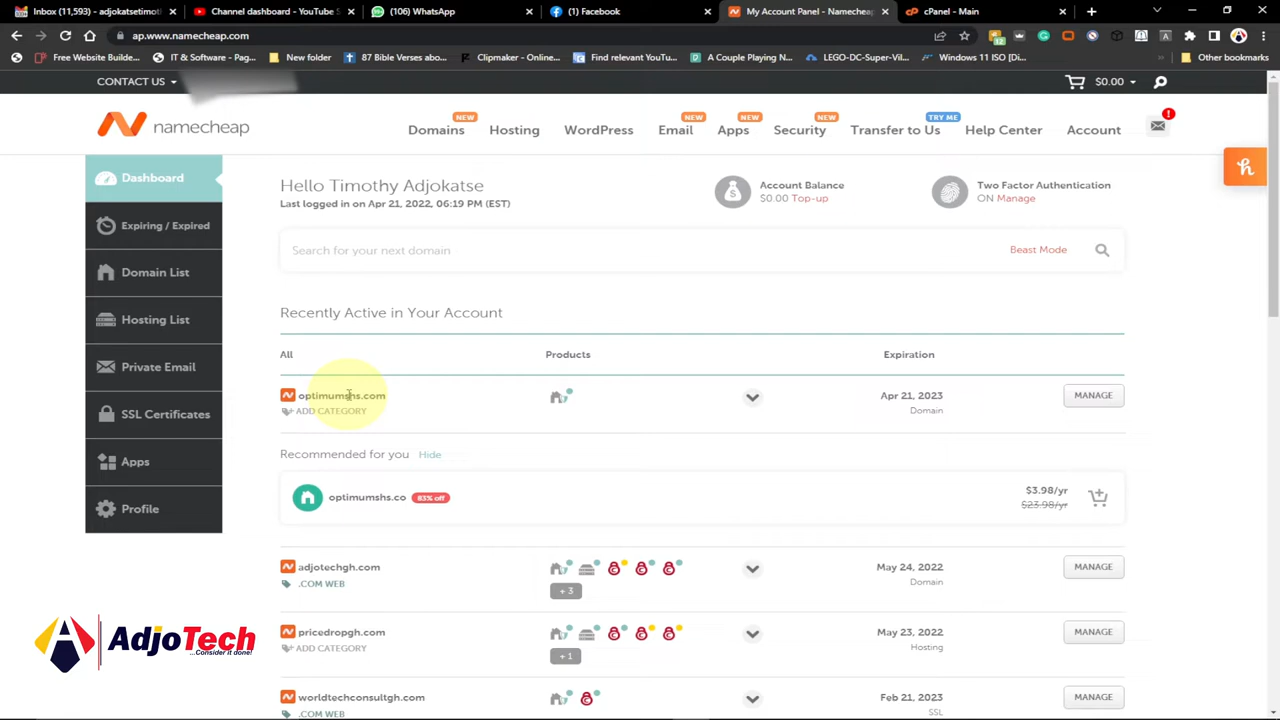 Inbox (11,593) - adjokatsetimoti
Channel dashboard - YouTube S
(106) WhatsApp
(1) Facebook
My Account Panel - Namecheap
cPanel - Main
ap.www.namecheap.com
Free Website Builde...
IT & Software - Pag...
New folder
87 Bible Verses abo...
Clipmaker - Online...
Find relevant YouTu...
A Couple Playing N...
LEGO-DC-Super-Vil...
Windows 11 ISO (Di...
Other bookmarks
CONTACT US
$0.00
namecheap
Domains NEW
Hosting
WordPress
Email NEW
Apps NEW
Security NEW
Transfer to Us TRY ME
Help Center
Account
Dashboard
Expiring / Expired
Domain List
Hosting List
Private Email
SSL Certificates
Apps
Profile
Hello Timothy Adjokatse
Last logged in on Apr 21, 2022, 06:19 PM (EST)
Account Balance
$0.00 Top-up
Two Factor Authentication
ON Manage
Search for your next domain
Beast Mode
Recently Active in Your Account
All Products Expiration
optimumshs.com Apr 21, 2023 MANAGE
ADD CATEGORY Domain
Recommended for you Hide
optimumshs.co 83% off $3.98/yr
$23.98/yr
adjotechgh.com May 24, 2022 MANAGE
.COM WEB Domain
+ 3
pricedropgh.com May 23, 2022 MANAGE
ADD CATEGORY Hosting
+ 1
worldtechconsultgh.com Feb 21, 2023 MANAGE
.COM WEB SSL
AdjoTech
...Consider it done!